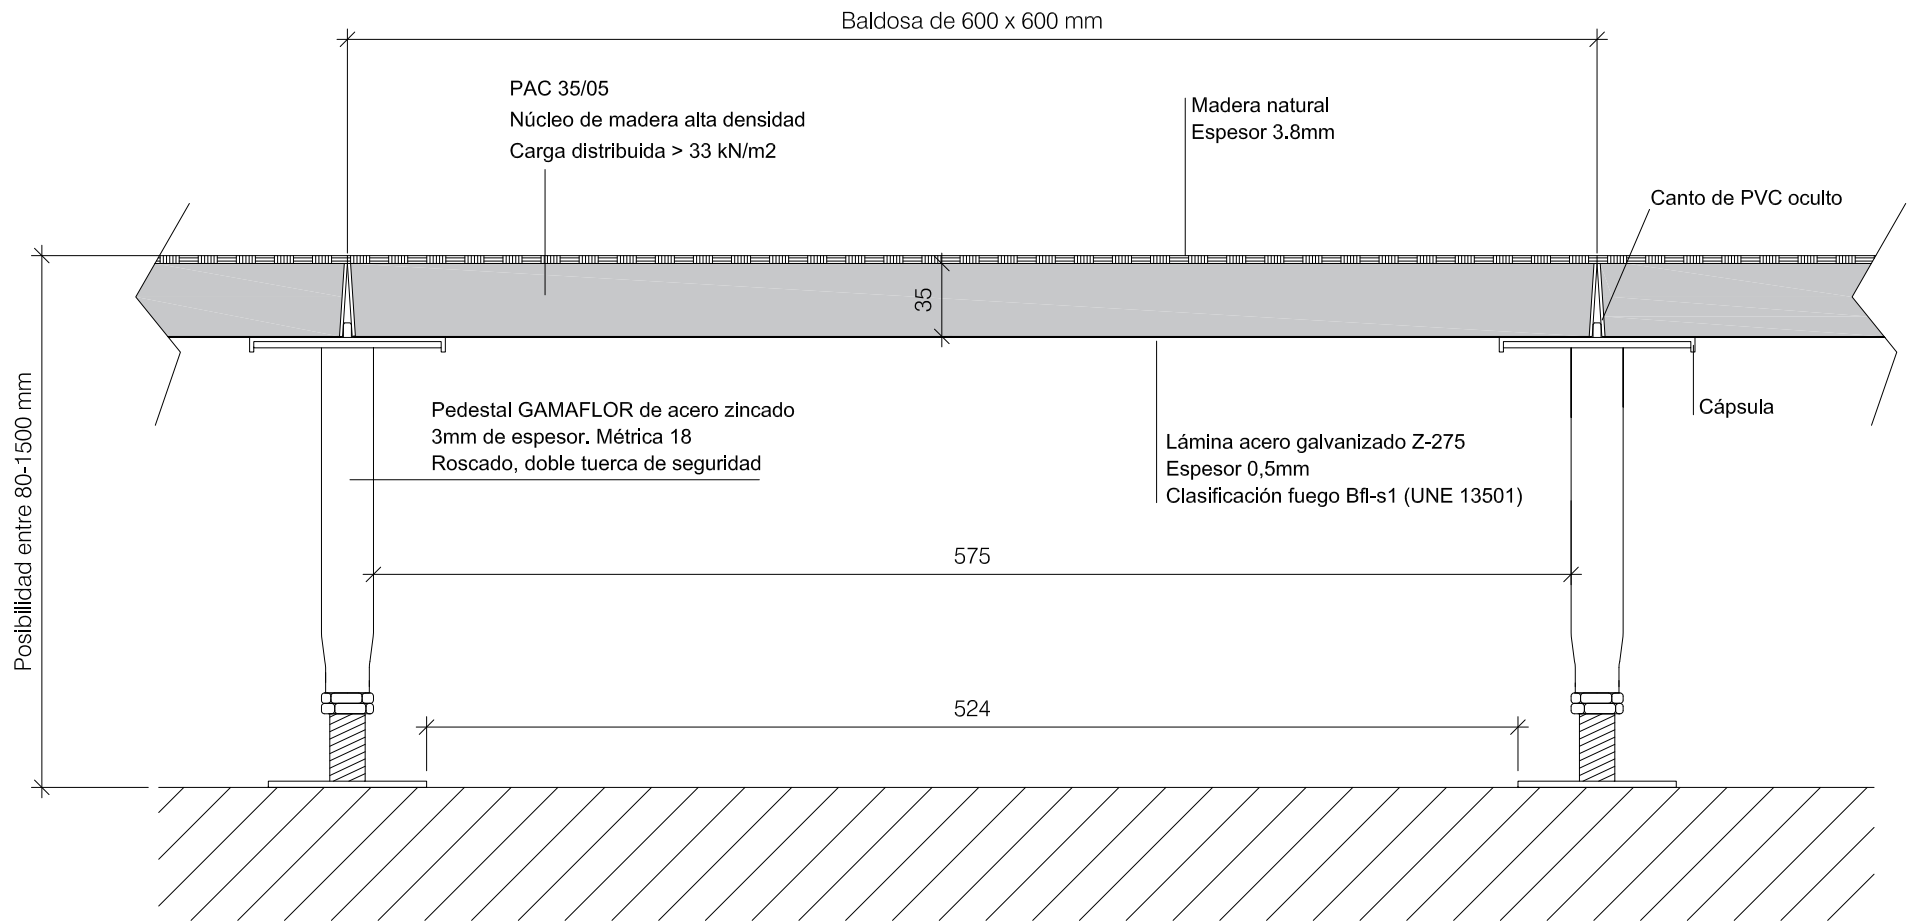 Baldosa de 600 x 600 mm
PAC 35/05
Núcleo de madera alta densidad
Carga distribuida > 33 kN/m2
Madera natural
Espesor 3.8mm
Canto de PVC oculto
35
Posibilidad entre 80-1500 mm
Pedestal GAMAFLOR de acero zincado
3mm de espesor. Métrica 18
Roscado, doble tuerca de seguridad
Cápsula
Lámina acero galvanizado Z-275
Espesor 0,5mm
Clasificación fuego Bfl-s1 (UNE 13501)
575
524